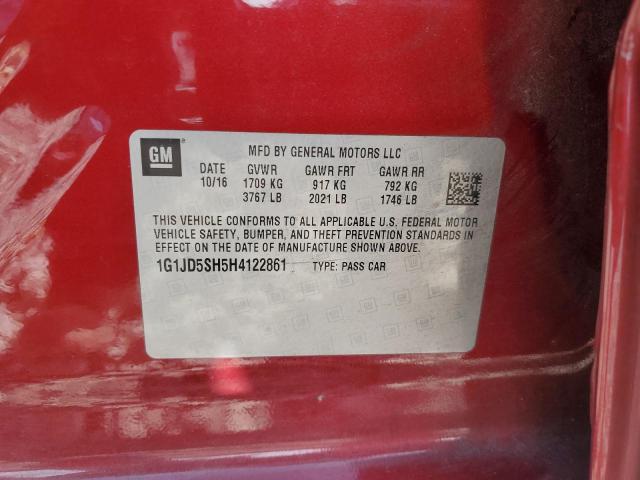 GM
MFD BY GENERAL MOTORS LLC
DATE GVWR GAWR FRT GAWR RR
10/16 1709 KG 917 KG 792 KG
3767 LB 2021 LB 1746 LB
THIS VEHICLE CONFORMS TO ALL APPLICABLE U.S. FEDERAL MOTOR
VEHICLE SAFETY, BUMPER, AND THEFT PREVENTION STANDARDS IN
EFFECT ON THE DATE OF MANUFACTURE SHOWN ABOVE.
1G1JD5SH5H4122861 TYPE: PASS CAR